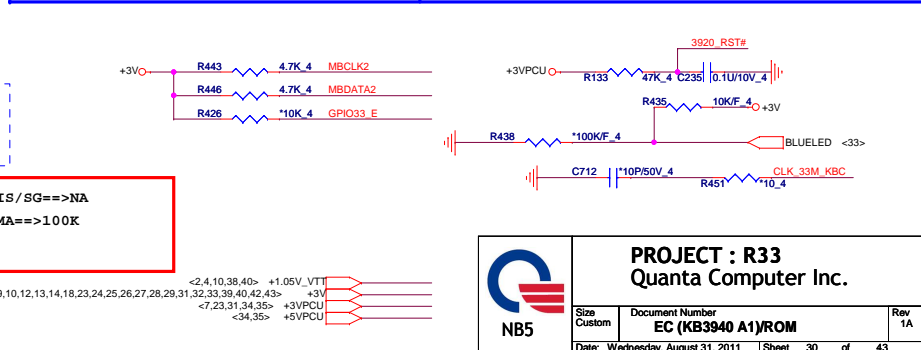 3920_RST#
+3V R443 4.7K_4 MBCLK2
+3VPCU R133 47K_4 C235 0.1U/10V_4
R446 4.7K_4 MBDATA2
R435 10K/F_4 +3V
R426 *10K_4 GPIO33_E
R438 *100K/F_4 BLUELED <33>
C712 *10P/50V_4 R451 *10_4 CLK_33M_KBC
IS/SG==>NA
MA==>100K
<2,4,10,38,40> +1.05V_VTT
9,10,12,13,14,18,23,24,25,26,27,28,29,31,32,33,39,40,42,43> +3V
<7,23,31,34,35> +3VPCU
<34,35> +5VPCU
NB5
PROJECT : R33
Quanta Computer Inc.
Size Document Number Rev
Custom EC (KB3940 A1)/ROM 1A
Date: Wednesday, August 31, 2011 Sheet 30 of 43